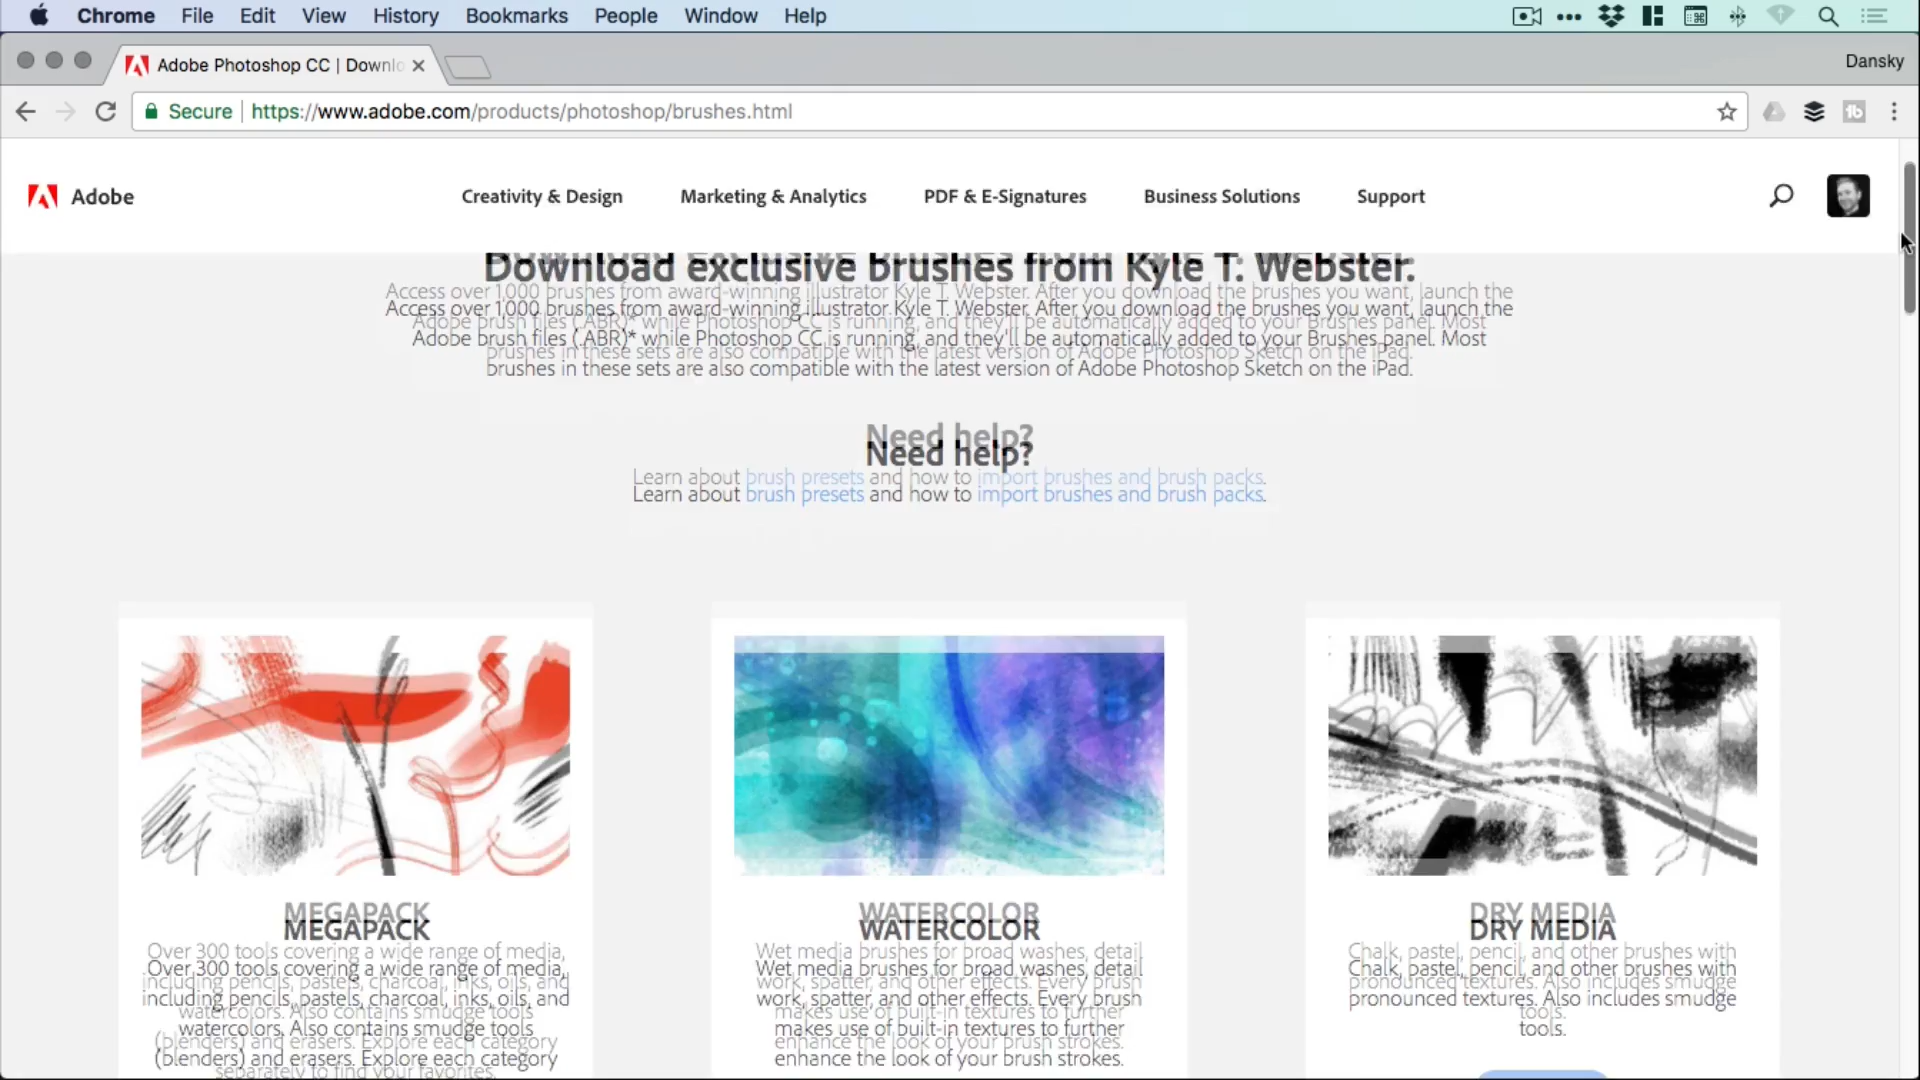 Chrome File Edit View History Bookmarks People Window Help
Adobe Photoshop CC | Downlo
Dansky
Secure https://www.adobe.com/products/photoshop/brushes.html
Adobe Creativity & Design Marketing & Analytics PDF & E-Signatures Business Solutions Support
Download exclusive brushes from Kyle T. Webster.
Access over 1,000 brushes from award-winning illustrator Kyle T. Webster. After you download the brushes you want, launch the
Adobe brush files (.ABR)* while Photoshop CC is running, and they'll be automatically added to your Brushes panel. Most
brushes in these sets are also compatible with the latest version of Adobe Photoshop Sketch on the iPad.
Need help?
Learn about brush presets and how to import brushes and brush packs.
MEGAPACK
Over 300 tools covering a wide range of media,
including pencils, pastels, charcoal, inks, oils, and
watercolors. Also contains smudge tools
(blenders) and erasers. Explore each category
separately to find your favorites.
WATERCOLOR
Wet media brushes for broad washes, detail
work, spatter, and other effects. Every brush
makes use of built-in textures to further
enhance the look of your brush strokes.
DRY MEDIA
Chalk, pastel, pencil, and other brushes with
pronounced textures. Also includes smudge
tools.